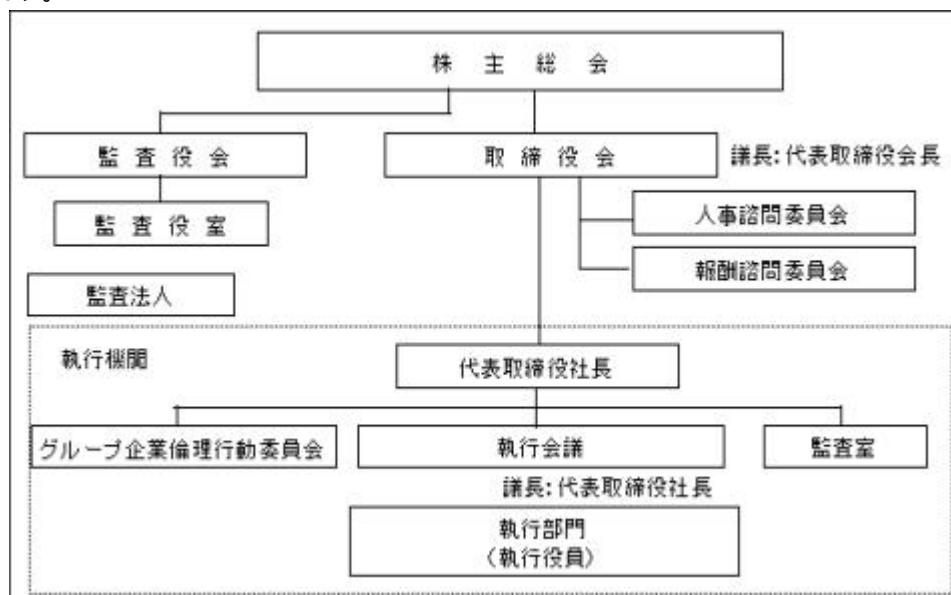 株主総会
監査役会
取締役会
議長:代表取締役会長
監査役室
人事諮問委員会
報酬諮問委員会
監査法人
執行機関
代表取締役社長
グループ企業倫理行動委員会
執行会議
監査室
議長:代表取締役社長
執行部門
(執行役員)